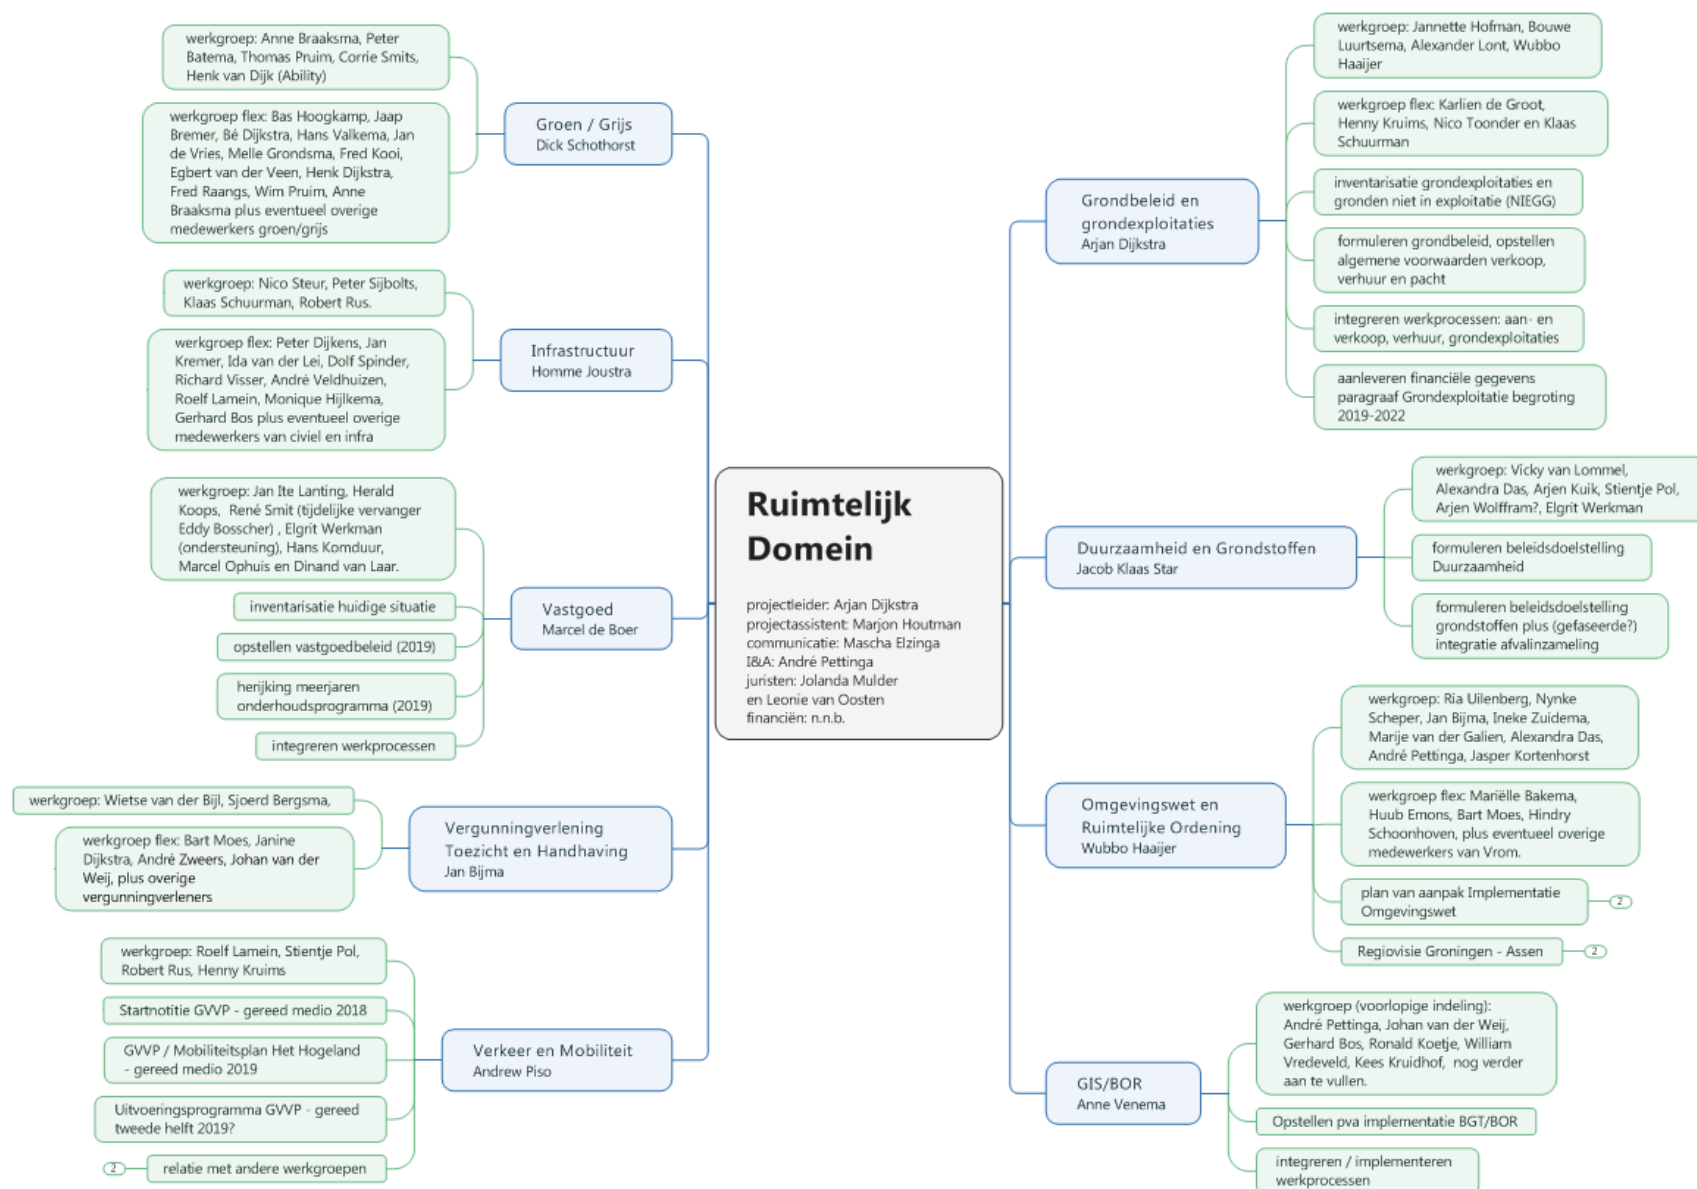 Ruimtelijk
Domein
projectleider: Arjan Dijkstra
projectassistent: Marjon Houtman
communicatie: Mascha Elzinga
I&A: André Pettinga
juristen: Jolanda Mulder
en Leonie van Oosten
financiën: n.n.b.
Groen / Grijs
Dick Schothorst
werkgroep: Anne Braaksma, Peter
Batema, Thomas Pruim, Corrie Smits,
Henk van Dijk (Ability)
werkgroep flex: Bas Hoogkamp, Jaap
Bremer, Bé Dijkstra, Hans Valkema, Jan
de Vries, Melle Grondsma, Fred Kooi,
Egbert van der Veen, Henk Dijkstra,
Fred Raangs, Wim Pruim, Anne
Braaksma plus eventueel overige
medewerkers groen/grijs
Infrastructuur
Homme Joustra
werkgroep: Nico Steur, Peter Sijbolts,
Klaas Schuurman, Robert Rus.
werkgroep flex: Peter Dijkens, Jan
Kremer, Ida van der Lei, Dolf Spinder,
Richard Visser, André Veldhuizen,
Roelf Lamein, Monique Hijlkema,
Gerhard Bos plus eventueel overige
medewerkers van civiel en infra
Vastgoed
Marcel de Boer
werkgroep: Jan Ite Lanting, Herald
Koops, René Smit (tijdelijke vervanger
Eddy Bosscher) , Elgrit Werkman
(ondersteuning), Hans Komduur,
Marcel Ophuis en Dinand van Laar.
inventarisatie huidige situatie
opstellen vastgoedbeleid (2019)
herijking meerjaren
onderhoudsprogramma (2019)
integreren werkprocessen
Vergunningverlening
Toezicht en Handhaving
Jan Bijma
werkgroep: Wietse van der Bijl, Sjoerd Bergsma,
werkgroep flex: Bart Moes, Janine
Dijkstra, André Zweers, Johan van der
Weij, plus overige
vergunningverleners
Verkeer en Mobiliteit
Andrew Piso
werkgroep: Roelf Lamein, Stientje Pol,
Robert Rus, Henny Kruims
Startnotitie GVVP - gereed medio 2018
GVVP / Mobiliteitsplan Het Hogeland
- gereed medio 2019
Uitvoeringsprogramma GVVP - gereed
tweede helft 2019?
relatie met andere werkgroepen
2
Grondbeleid en
grondexploitaties
Arjan Dijkstra
werkgroep: Jannette Hofman, Bouwe
Luurtsema, Alexander Lont, Wubbo
Haaijer
werkgroep flex: Karlien de Groot,
Henny Kruims, Nico Toonder en Klaas
Schuurman
inventarisatie grondexploitaties en
gronden niet in exploitatie (NIEGG)
formuleren grondbeleid, opstellen
algemene voorwaarden verkoop,
verhuur en pacht
integreren werkprocessen: aan- en
verkoop, verhuur, grondexploitaties
aanleveren financiële gegevens
paragraaf Grondexploitatie begroting
2019-2022
Duurzaamheid en Grondstoffen
Jacob Klaas Star
werkgroep: Vicky van Lommel,
Alexandra Das, Arjen Kuik, Stientje Pol,
Arjen Wolffram?, Elgrit Werkman
formuleren beleidsdoelstelling
Duurzaamheid
formuleren beleidsdoelstelling
grondstoffen plus (gefaseerde?)
integratie afvalinzameling
Omgevingswet en
Ruimtelijke Ordening
Wubbo Haaijer
werkgroep: Ria Uilenberg, Nynke
Scheper, Jan Bijma, Ineke Zuidema,
Marije van der Galien, Alexandra Das,
André Pettinga, Jasper Kortenhorst
werkgroep flex: Mariëlle Bakema,
Huub Emons, Bart Moes, Hindry
Schoonhoven, plus eventueel overige
medewerkers van Vrom.
plan van aanpak Implementatie
Omgevingswet
2
Regiovisie Groningen - Assen
2
GIS/BOR
Anne Venema
werkgroep (voorlopige indeling):
André Pettinga, Johan van der Weij,
Gerhard Bos, Ronald Koetje, William
Vredeveld, Kees Kruidhof, nog verder
aan te vullen.
Opstellen pva implementatie BGT/BOR
integreren / implementeren
werkprocessen